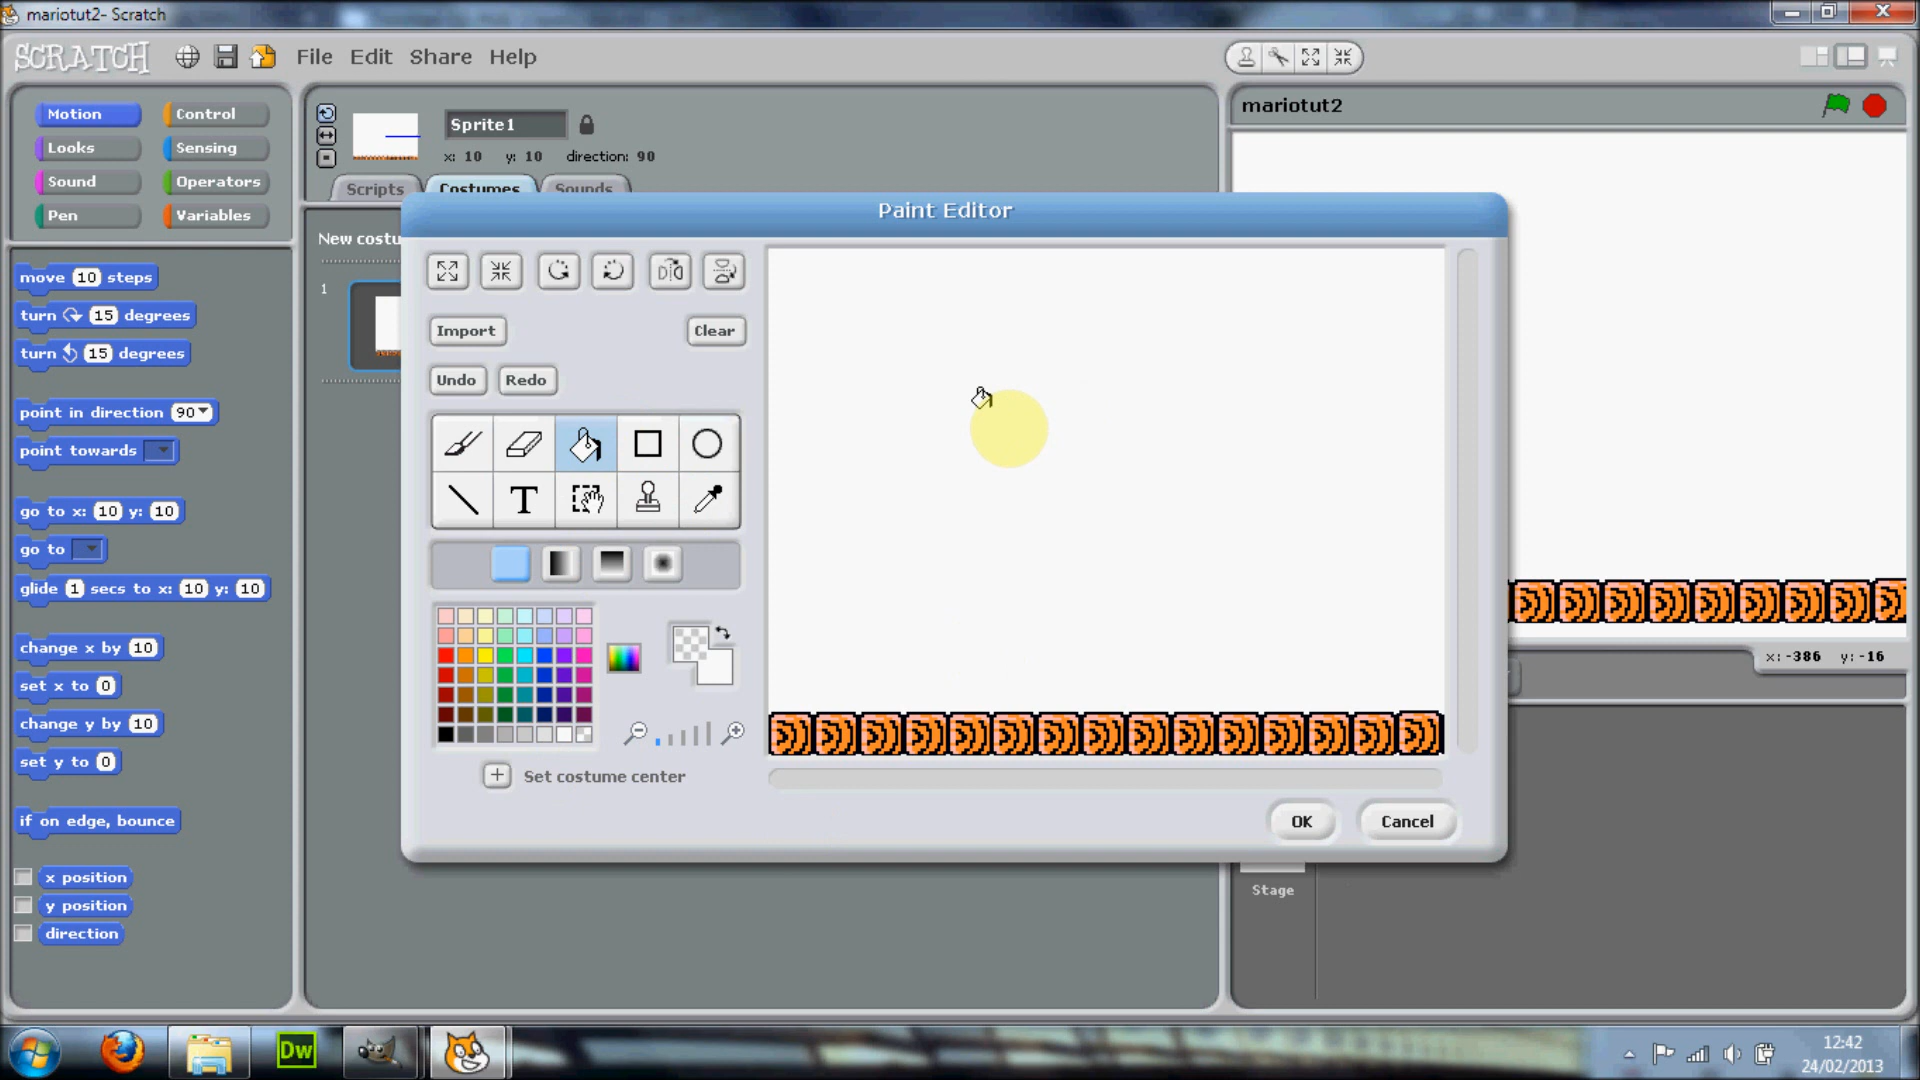 mariotut2- Scratch
SCRATCH File Edit Share Help
Motion Control
Looks Sensing
Sound Operators
Pen Variables
move 10 steps
turn 15 degrees
turn 15 degrees
point in direction 90
point towards
go to x: 10 y: 10
go to
glide 1 secs to x: 10 y: 10
change x by 10
set x to 0
change y by 10
set y to 0
if on edge, bounce
x position
y position
direction
Sprite1
x: 10 y: 10 direction: 90
Scripts Costumes Sounds
New costu
1
Paint Editor
Import Clear
Undo Redo
T
Set costume center
OK Cancel
mariotut2
x: -386 y: -16
Stage
Dw
12:42
24/02/2013